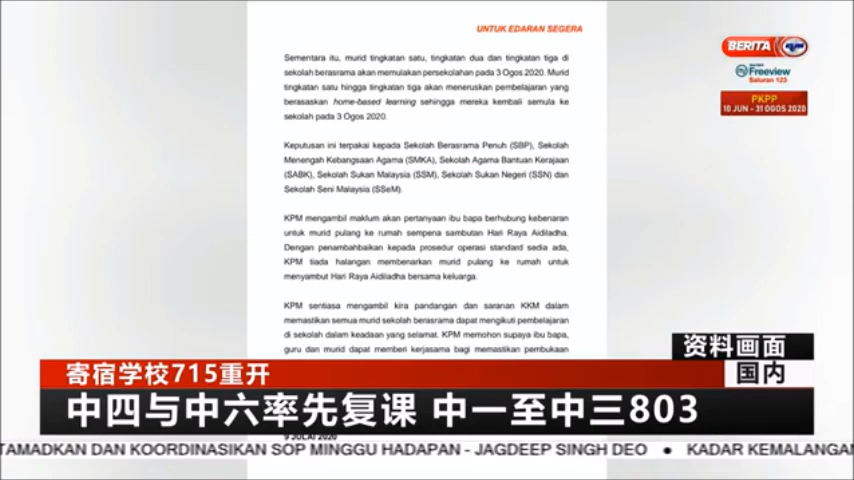 UNTUK EDARAN SEGERA
Sementara itu, murid tingkatan satu, tingkatan dua dan tingkatan tiga di
sekolah berasrama akan memulakan persekolahan pada 3 Ogos 2020. Murid
tingkatan satu hingga tingkatan tiga akan meneruskan pembelajaran yang
berasaskan home-based learning sehingga mereka kembali semula ke
sekolah pada 3 Ogos 2020.
Keputusan ini terpakai kepada Sekolah Berasrama Penuh (SBP), Sekolah
Menengah Kebangsaan Agama (SMKA), Sekolah Agama Bantuan Kerajaan
(SABK), Sekolah Sukan Malaysia (SSM), Sekolah Sukan Negeri (SSN) dan
Sekolah Seni Malaysia (SSeM).
KPM mengambil maklum akan pertanyaan ibu bapa berhubung kebenaran
untuk murid pulang ke rumah sempena sambutan Hari Raya Aidiladha.
Dengan penambahbaikan kepada prosedur operasi standard sedia ada,
KPM tiada halangan membenarkan murid pulang ke rumah untuk
menyambut Hari Raya Aidiladha bersama keluarga.
KPM sentiasa mengambil kira pandangan dan saranan KKM dalam
memastikan semua murid sekolah berasrama dapat mengikuti pembelajaran
di sekolah dalam keadaan yang selamat. KPM memohon supaya ibu bapa,
guru dan murid dapat memberi kerjasama bagi memastikan pembukaan
9 JULAI 2020
BERITA
Freeview
Saluran 123
PKPP
10 JUN - 31 OGOS 2020
资料画面
寄宿学校715重开
国内
中四与中六率先复课 中一至中三803
TAMADKAN DAN KOORDINASIKAN SOP MINGGU HADAPAN - JAGDEEP SINGH DEO ● KADAR KEMALANGAN